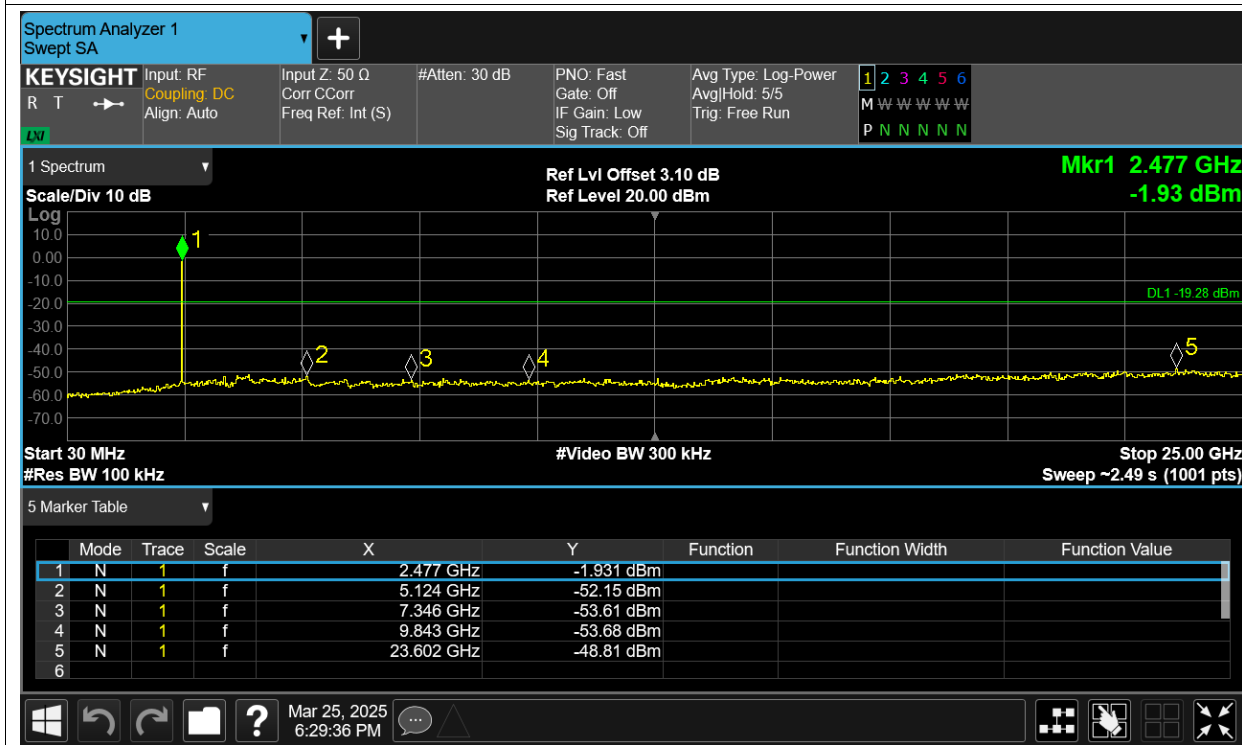 Spectrum Analyzer 1
Swept SA
KEYSIGHT
R T
LXI
Input: RF
Coupling: DC
Align: Auto
Input Z: 50 Ω
Corr CCorr
Freq Ref: Int (S)
#Atten: 30 dB
PNO: Fast
Gate: Off
IF Gain: Low
Sig Track: Off
Avg Type: Log-Power
Avg|Hold: 5/5
Trig: Free Run
1 2 3 4 5 6
M W W W W W
P N N N N N
1 Spectrum
Scale/Div 10 dB
Ref Lvl Offset 3.10 dB
Ref Level 20.00 dBm
Mkr1 2.477 GHz
-1.93 dBm
Log
10.0
0.00
-10.0
-20.0
-30.0
-40.0
-50.0
-60.0
-70.0
1
2
3
4
5
DL1 -19.28 dBm
Start 30 MHz
#Res BW 100 kHz
#Video BW 300 kHz
Stop 25.00 GHz
Sweep ~2.49 s (1001 pts)
5 Marker Table
Mode Trace Scale X Y Function Function Width Function Value
1 N 1 f 2.477 GHz -1.931 dBm
2 N 1 f 5.124 GHz -52.15 dBm
3 N 1 f 7.346 GHz -53.61 dBm
4 N 1 f 9.843 GHz -53.68 dBm
5 N 1 f 23.602 GHz -48.81 dBm
6
?
Mar 25, 2025
6:29:36 PM